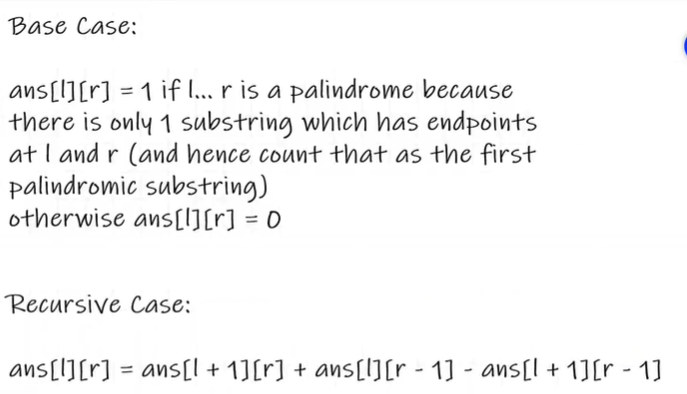 Base Case:
ans[l][r] = 1 if l... r is a palindrome because
there is only 1 substring which has endpoints
at l and r (and hence count that as the first
palindromic substring)
otherwise ans[l][r] = 0
Recursive Case:
ans[l][r] = ans[l + 1][r] + ans[l][r - 1] - ans[l + 1][r - 1]